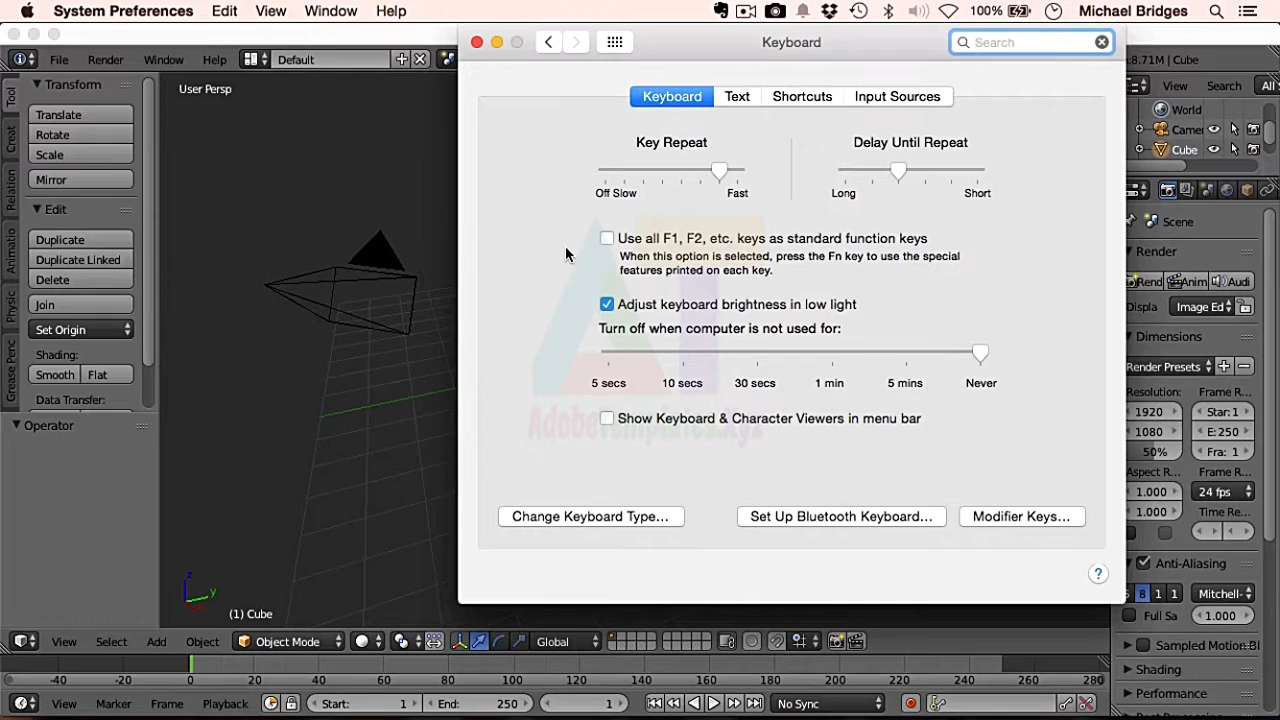 System Preferences Edit View Window Help 100% Michael Bridges
Keyboard
Search
File Render Window Help Default
8.71M | Cube
View Search All S
Tool
Creat
Relation
Animatio
Physic
Grease Penc
Transform
Translate
Rotate
Scale
Mirror
Edit
Duplicate
Duplicate Linked
Delete
Join
Set Origin
Shading:
Smooth Flat
Data Transfer:
Operator
User Persp
z
y
(1) Cube
Keyboard Text Shortcuts Input Sources
Key Repeat
Off Slow Fast
Delay Until Repeat
Long Short
Use all F1, F2, etc. keys as standard function keys
When this option is selected, press the Fn key to use the special
features printed on each key.
Adjust keyboard brightness in low light
Turn off when computer is not used for:
5 secs 10 secs 30 secs 1 min 5 mins Never
Show Keyboard & Character Viewers in menu bar
AdobeTemplates.xyz
Change Keyboard Type... Set Up Bluetooth Keyboard... Modifier Keys...
?
World
Camer
Cube
Scene
Render
Rend Anim Audi
Displa Image Ed
Dimensions
Render Presets
Resolution: Frame R...
1920 Star: 1
1080 E: 250
50% Fra: 1
Aspect R... Frame R...
1.000 24 fps
1.000 Time Re...
Anti-Aliasing
8 1 1 Mitchell-
Full Sa 1.000
Sampled Motion Bl
Shading
Performance
View Select Add Object Object Mode Global
-40 -20 0 20 40 60 80 100 120 140 160 180 200 220 240 260 280
View Marker Frame Playback Start: 1 End: 250 1 No Sync